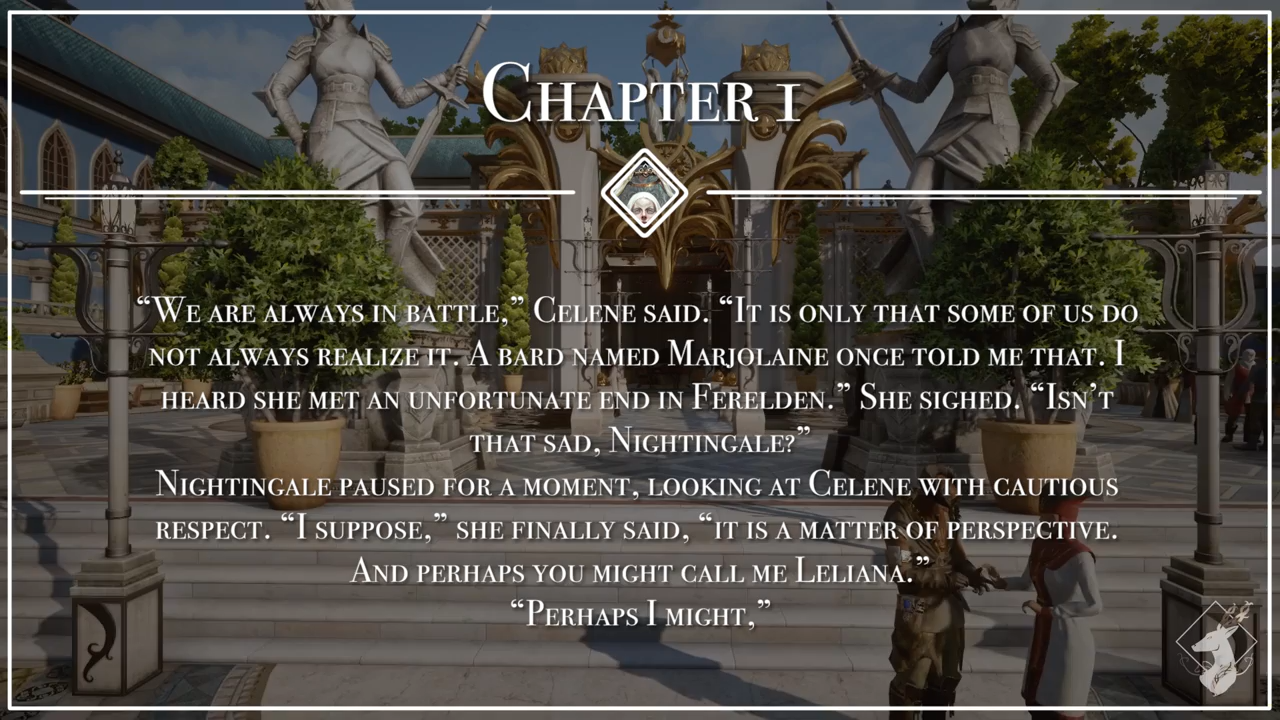 Chapter 1
“We are always in battle,” Celene said. “It is only that some of us do
not always realize it. A bard named Marjolaine once told me that. I
heard she met an unfortunate end in Ferelden.” She sighed. “Isn’t
that sad, Nightingale?”
Nightingale paused for a moment, looking at Celene with cautious
respect. “I suppose,” she finally said, “it is a matter of perspective.
And perhaps you might call me Leliana.”
“Perhaps I might,”